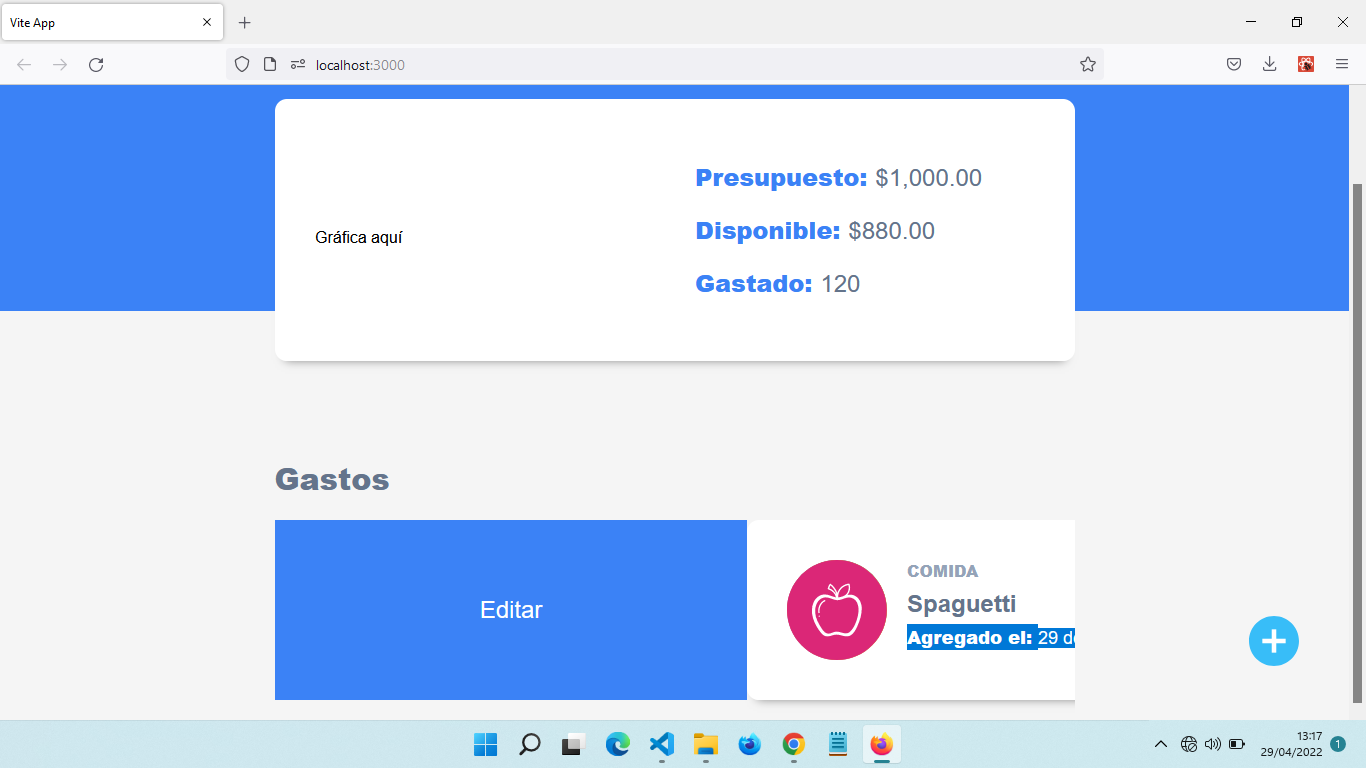 Vite App
localhost:3000
Presupuesto: $1,000.00
Disponible: $880.00
Gráfica aquí
Gastado: 120
Gastos
Editar
COMIDA
Spaguetti
Agregado el: 29 de
13:17
29/04/2022
1